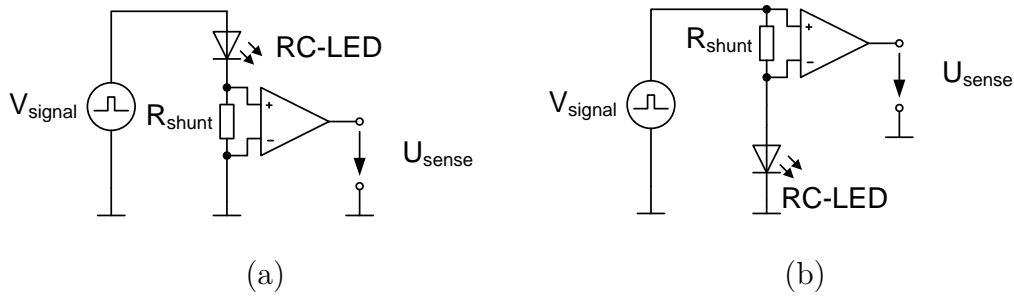 RC-LED
V_signal
R_shunt
+
−
U_sense
(a)
R_shunt
+
−
V_signal
U_sense
RC-LED
(b)